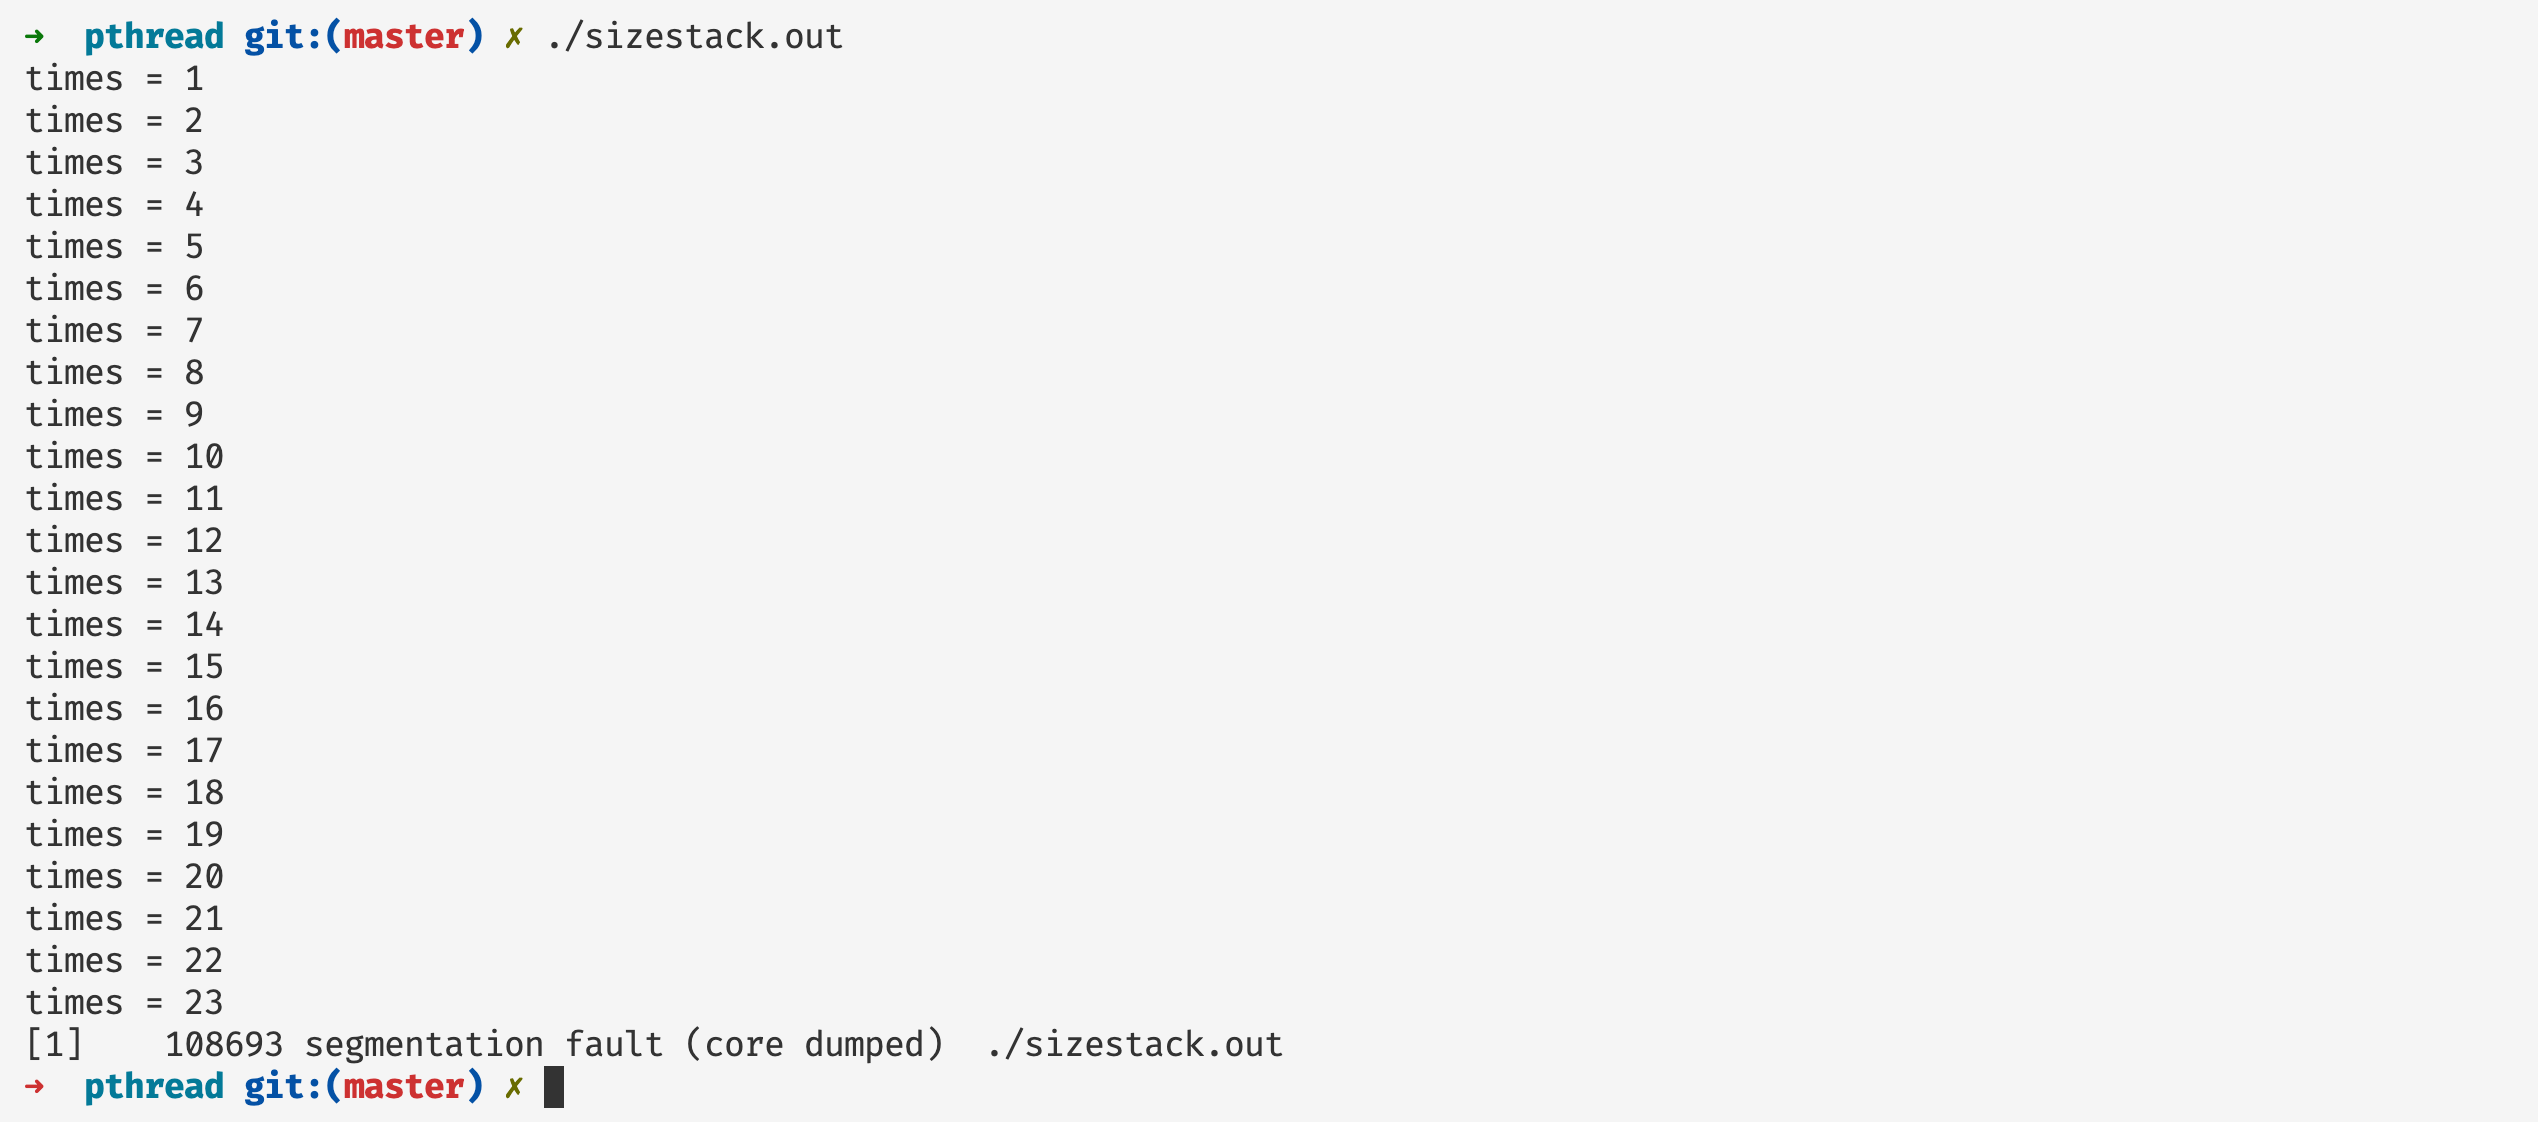 ➜  pthread git:(master) ✗ ./sizestack.out
times = 1
times = 2
times = 3
times = 4
times = 5
times = 6
times = 7
times = 8
times = 9
times = 10
times = 11
times = 12
times = 13
times = 14
times = 15
times = 16
times = 17
times = 18
times = 19
times = 20
times = 21
times = 22
times = 23
[1]    108693 segmentation fault (core dumped)  ./sizestack.out
➜  pthread git:(master) ✗